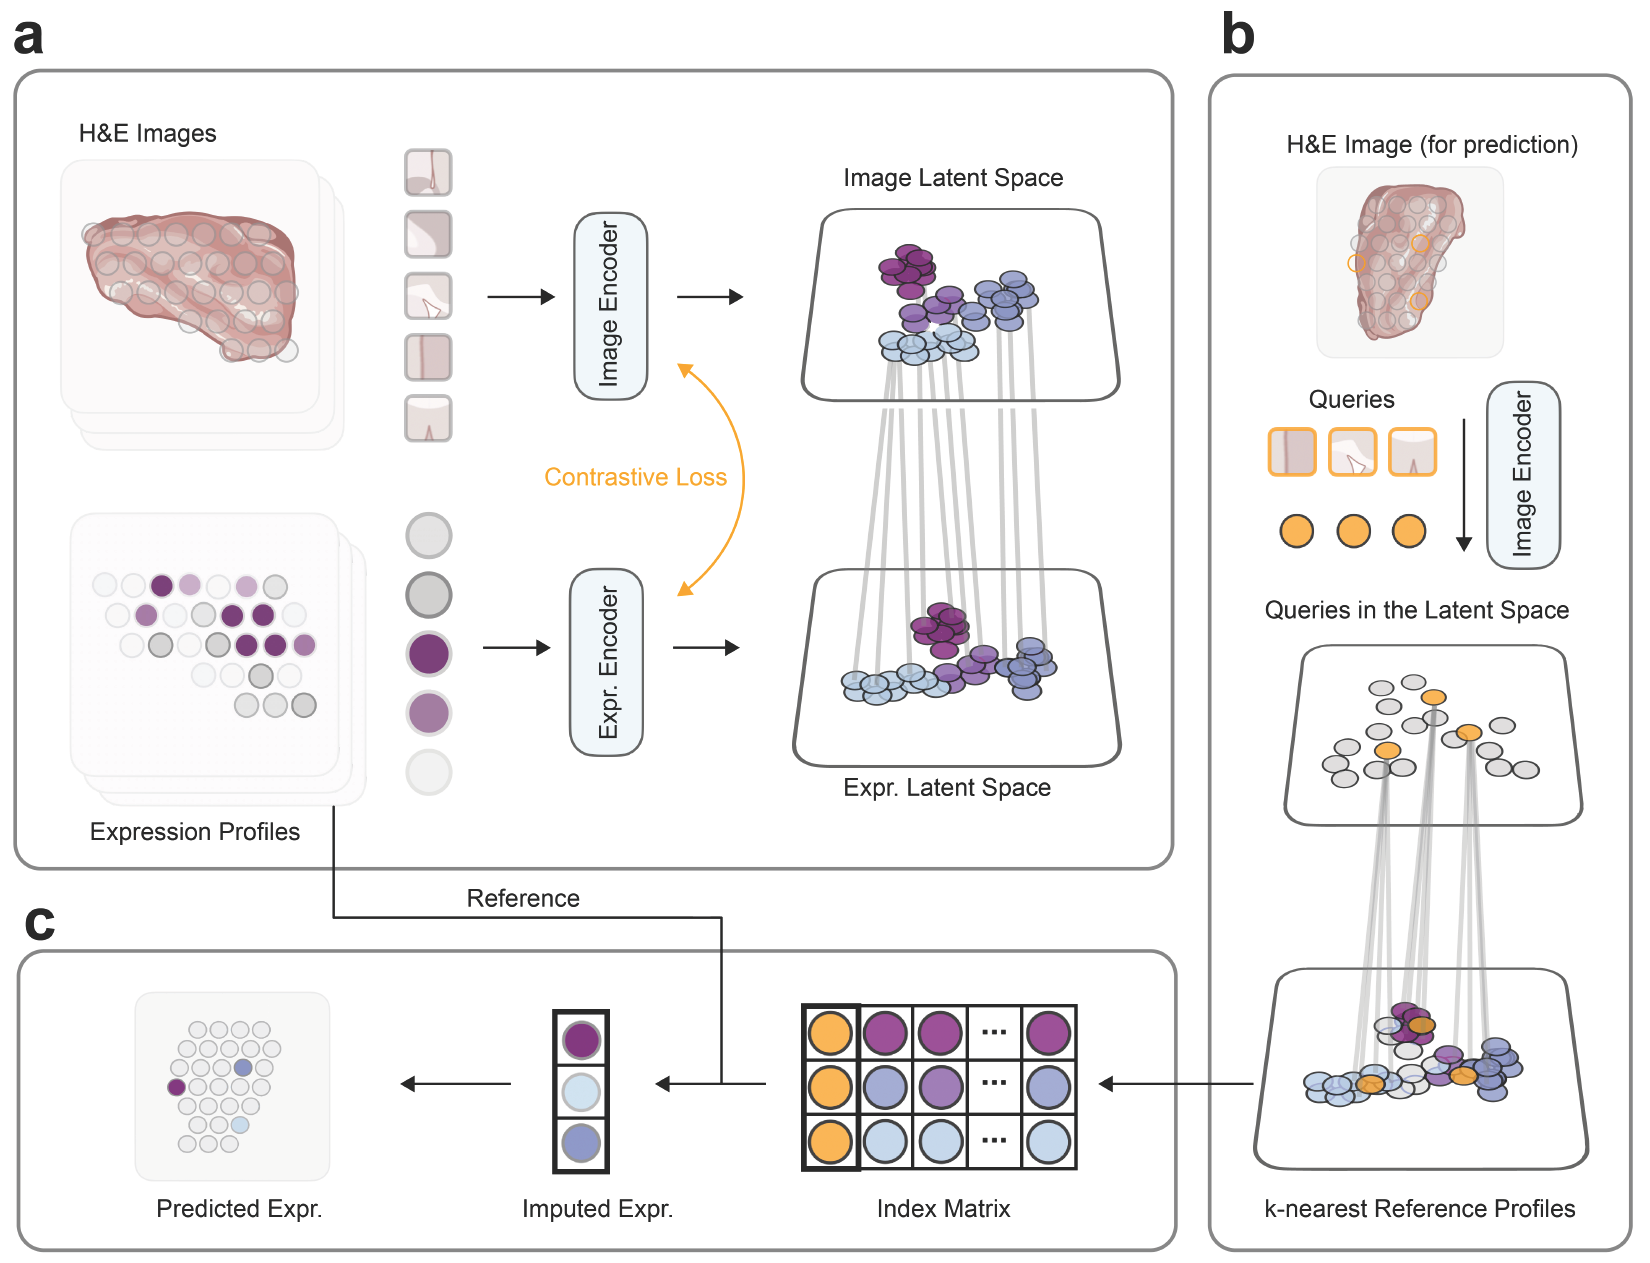 a
H&E Images
Image Encoder
Image Latent Space
Contrastive Loss
Expr. Encoder
Expr. Latent Space
Expression Profiles
Reference
b
H&E Image (for prediction)
Queries
Image Encoder
Queries in the Latent Space
k-nearest Reference Profiles
c
Predicted Expr.
Imputed Expr.
...
...
...
Index Matrix